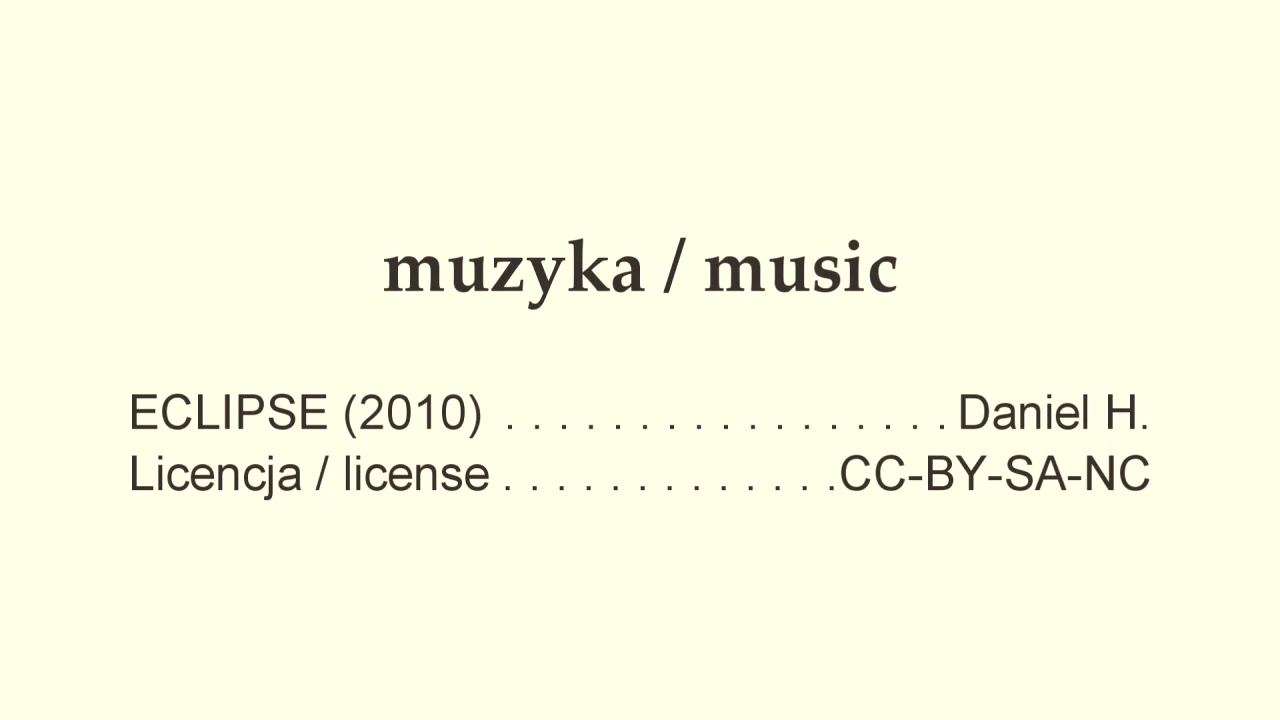 muzyka / music
ECLIPSE (2010) . . . . . . . . . . . . . . . . . Daniel H.
Licencja / license . . . . . . . . . . . . .CC-BY-SA-NC